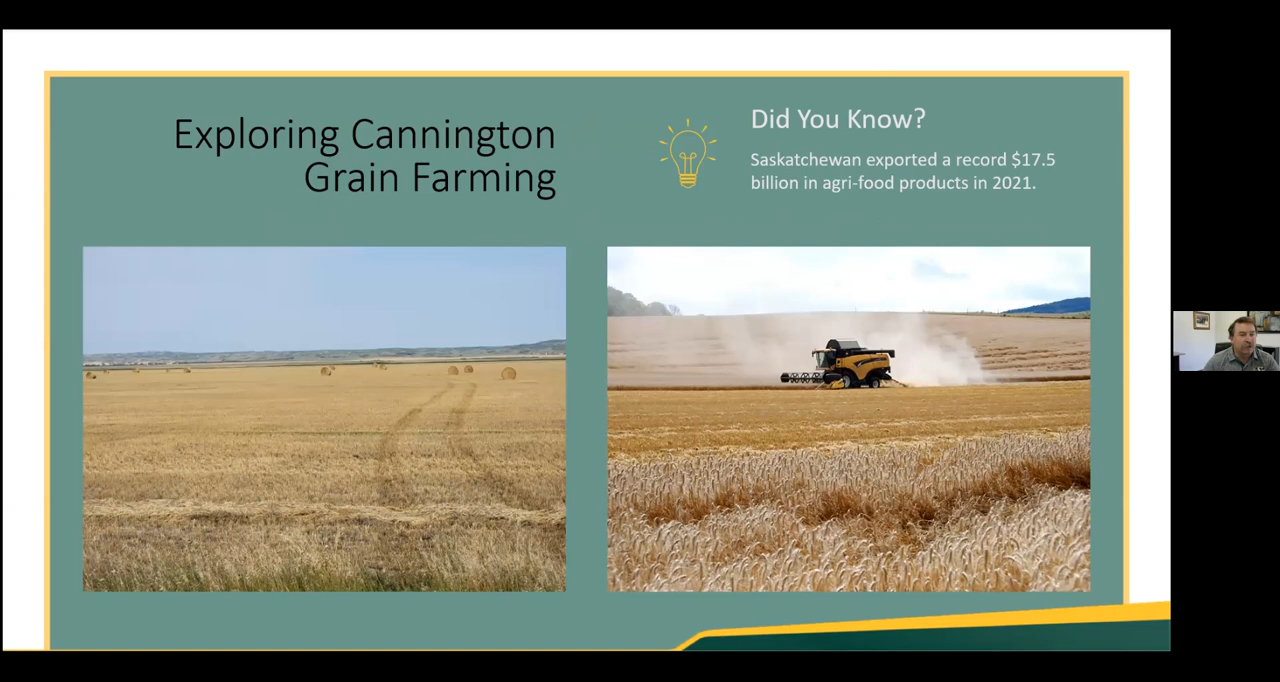 Exploring Cannington
Grain Farming
Did You Know?
Saskatchewan exported a record $17.5
billion in agri-food products in 2021.